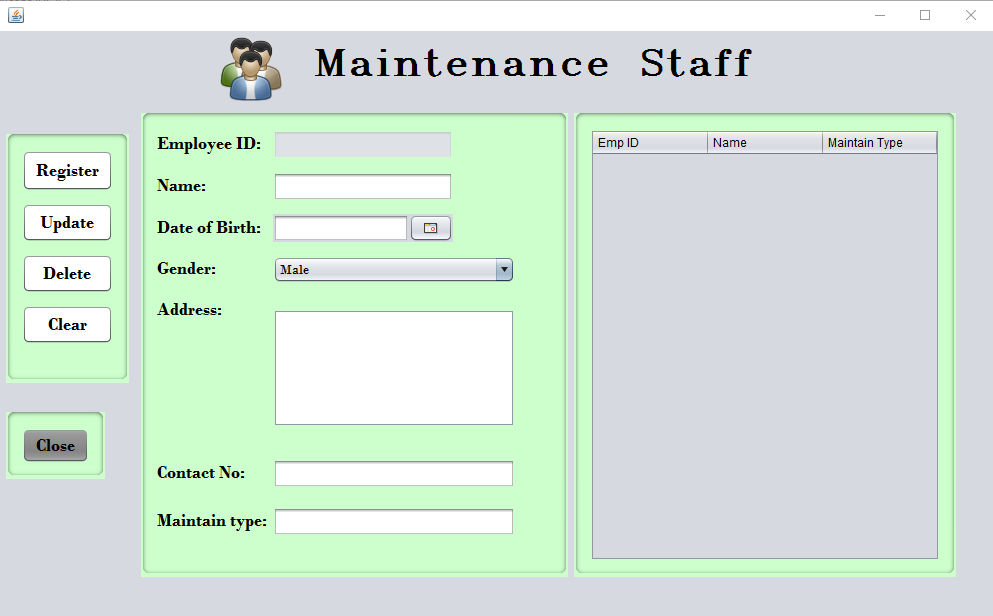 Maintenance Staff
Register
Update
Delete
Clear
Close
Employee ID:
Name:
Date of Birth:
Gender: Male
Address:
Contact No:
Maintain type:
Emp ID Name Maintain Type